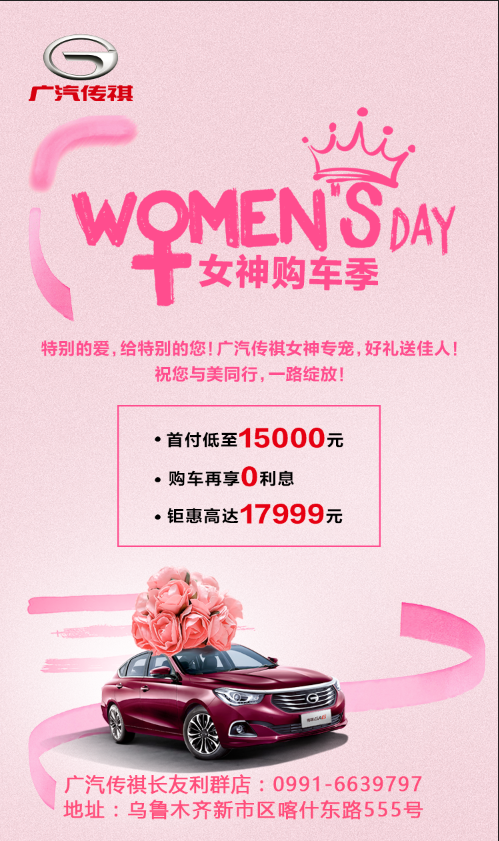 广汽传祺
WOMEN"S DAY
女神购车季
特别的爱，给特别的您！广汽传祺女神专宠，好礼送佳人！
祝您与美同行，一路绽放！
• 首付低至15000元
• 购车再享0利息
• 钜惠高达17999元
广汽传祺长友利群店：0991-6639797
地址：乌鲁木齐新市区喀什东路555号